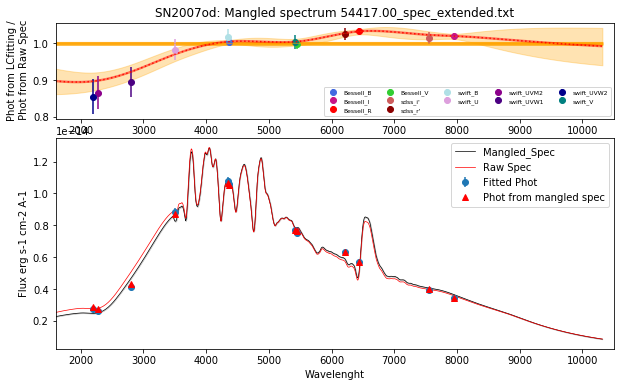 SN2007od: Mangled spectrum 54417.00_spec_extended.txt
Phot from LCfitting /
Phot from Raw Spec
1.0
0.9
0.8
Bessell_B
Bessell_I
Bessell_R
Bessell_V
sdss_i'
sdss_r'
swift_B
swift_U
swift_UVM2
swift_UVW1
swift_UVW2
swift_V
2000 3000 4000 5000 6000 7000 8000 9000 10000
1e-14
Flux erg s-1 cm-2 A-1
1.2
1.0
0.8
0.6
0.4
0.2
Mangled_Spec
Raw Spec
Fitted Phot
Phot from mangled spec
2000 3000 4000 5000 6000 7000 8000 9000 10000
Wavelenght